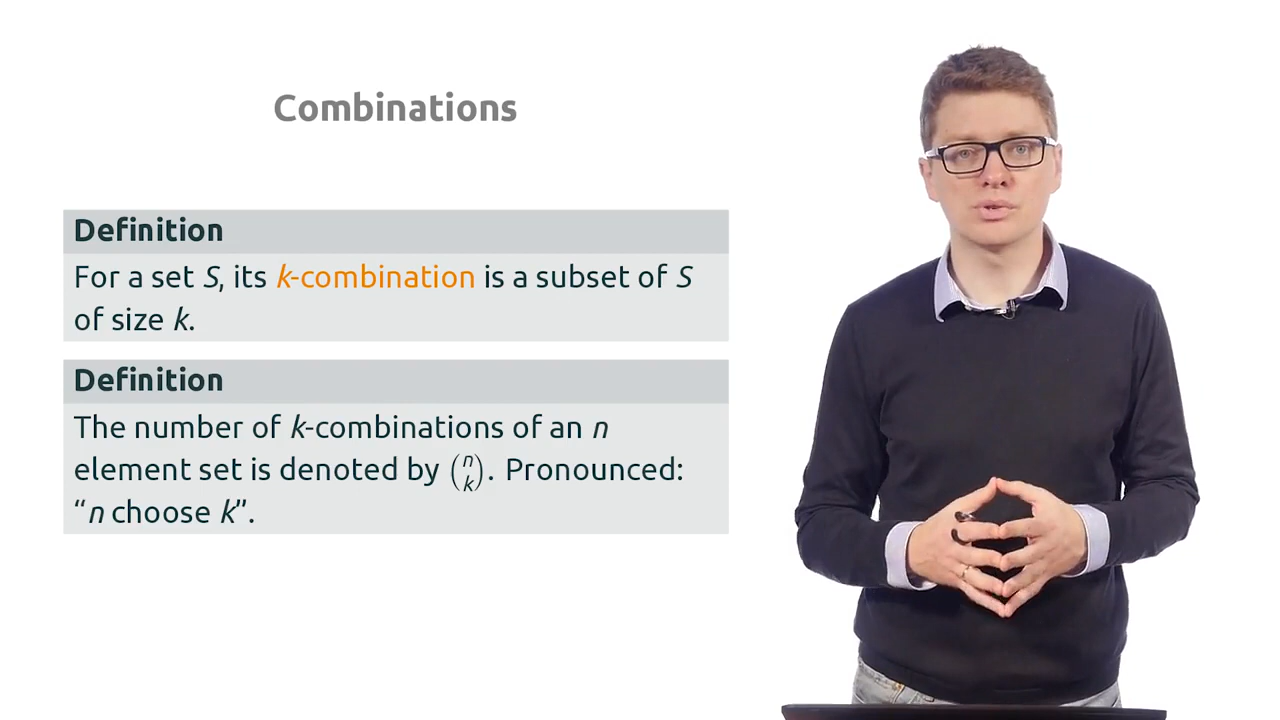 Combinations
Definition
For a set S, its k-combination is a subset of S
of size k.
Definition
The number of k-combinations of an n
element set is denoted by (n k). Pronounced:
“n choose k”.